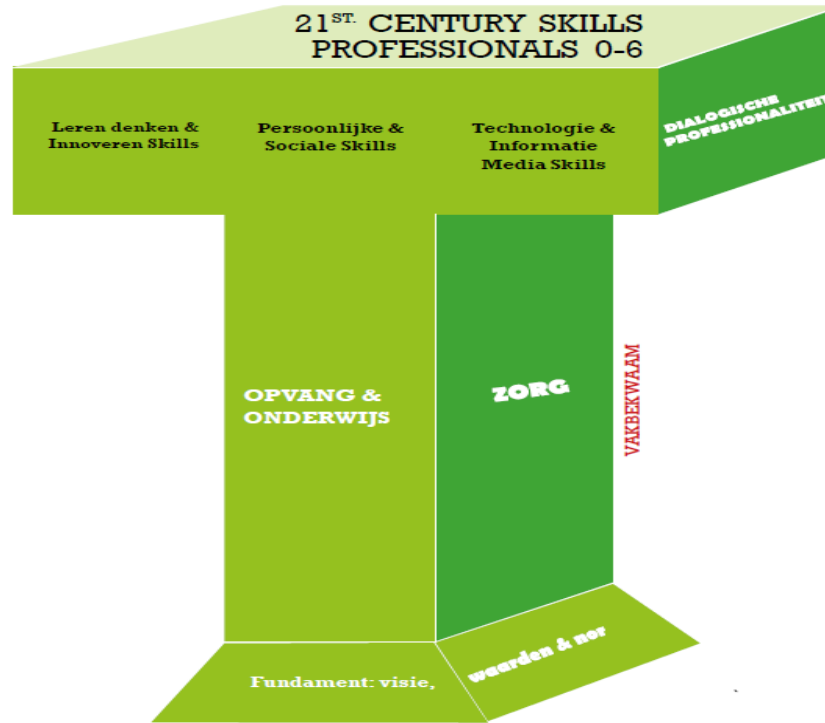 21ST. CENTURY SKILLS
PROFESSIONALS 0-6
Leren denken &
Innoveren Skills
Persoonlijke &
Sociale Skills
Technologie &
Informatie
Media Skills
DIALOGISCHE
PROFESSIONALITEIT
OPVANG &
ONDERWIJS
ZORG
VAKBEKWAAM
Fundament: visie,
waarden & nor